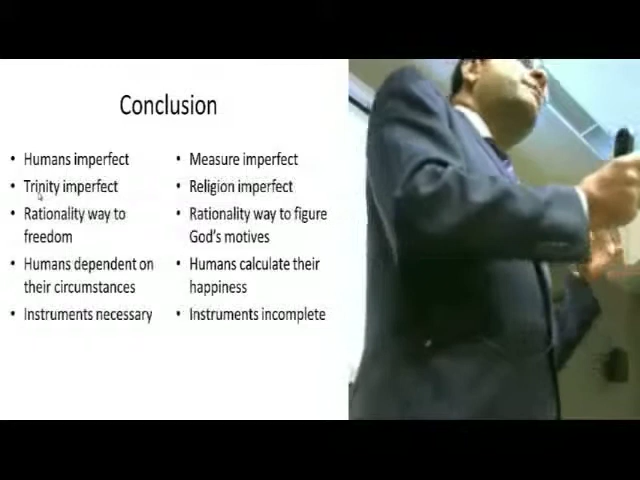 Conclusion
• Humans imperfect
• Trinity imperfect
• Rationality way to
freedom
• Humans dependent on
their circumstances
• Instruments necessary
• Measure imperfect
• Religion imperfect
• Rationality way to figure
God's motives
• Humans calculate their
happiness
• Instruments incomplete